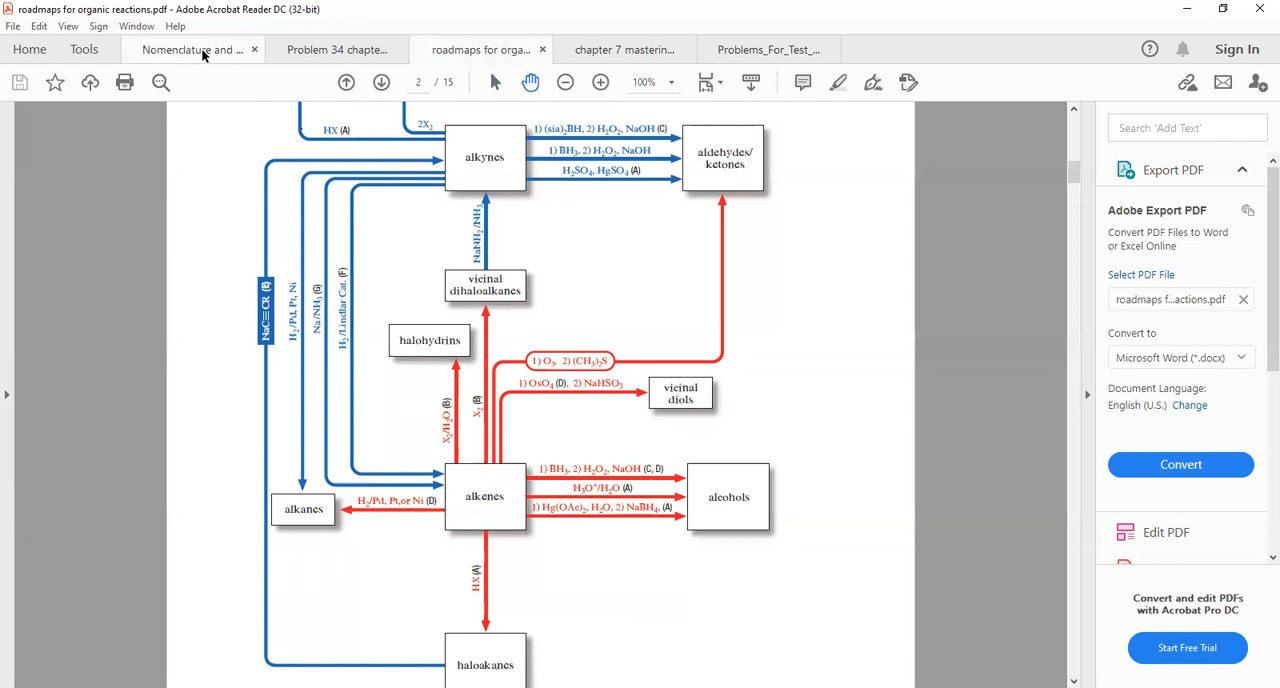 roadmaps for organic reactions.pdf - Adobe Acrobat Reader DC (32-bit)
File Edit View Sign Window Help
Home Tools Nomenclature and ... × Problem 34 chapte... roadmaps for orga... × chapter 7 masterin... Problems_For_Test_... Sign In
2 / 15 100%
HX (A)
2X₂
alkynes
1) (sia)₂BH, 2) H₂O₂, NaOH (C)
1) BH₃, 2) H₂O₂, NaOH
H₂SO₄, HgSO₄ (A)
aldehydes/
ketones
NaNH₂/NH₃
vicinal
dihaloalkanes
NaC≡CR (E)
H₂/Pd, Pt, Ni
Na/NH₃ (G)
H₂/Lindlar Cat. (F)
halohydrins
1) O₃, 2) (CH₃)₂S
1) OsO₄ (D), 2) NaHSO₃
vicinal
diols
X₂/H₂O (B)
X₂ (B)
alkenes
1) BH₃, 2) H₂O₂, NaOH (C, D)
H₃O⁺/H₂O (A)
1) Hg(OAc)₂, H₂O, 2) NaBH₄, (A)
alcohols
alkanes
H₂/Pd, Pt,or Ni (D)
HX (A)
haloakanes
Search 'Add Text'
Export PDF
Adobe Export PDF
Convert PDF Files to Word
or Excel Online
Select PDF File
roadmaps f...actions.pdf ×
Convert to
Microsoft Word (*.docx)
Document Language:
English (U.S.) Change
Convert
Edit PDF
Convert and edit PDFs
with Acrobat Pro DC
Start Free Trial